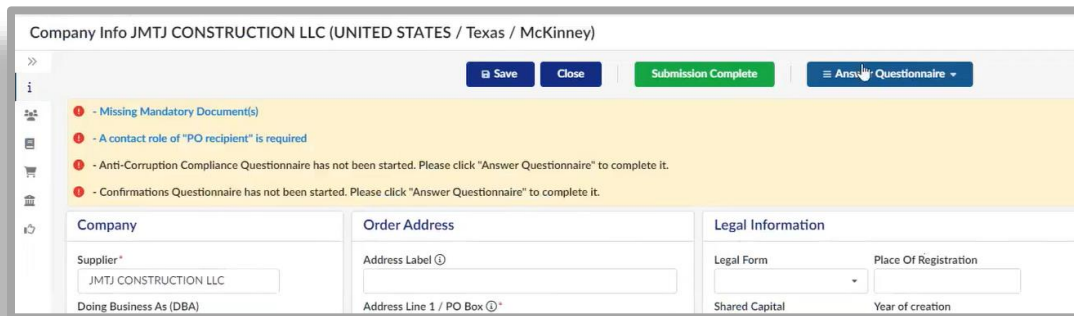 Company Info JMTJ CONSTRUCTION LLC (UNITED STATES / Texas / McKinney)
Save Close Submission Complete Answer Questionnaire
- Missing Mandatory Document(s)
- A contact role of "PO recipient" is required
- Anti-Corruption Compliance Questionnaire has not been started. Please click "Answer Questionnaire" to complete it.
- Confirmations Questionnaire has not been started. Please click "Answer Questionnaire" to complete it.
Company Order Address Legal Information
Supplier* Address Label Legal Form Place Of Registration
JMTJ CONSTRUCTION LLC
Doing Business As (DBA) Address Line 1 / PO Box * Shared Capital Year of creation